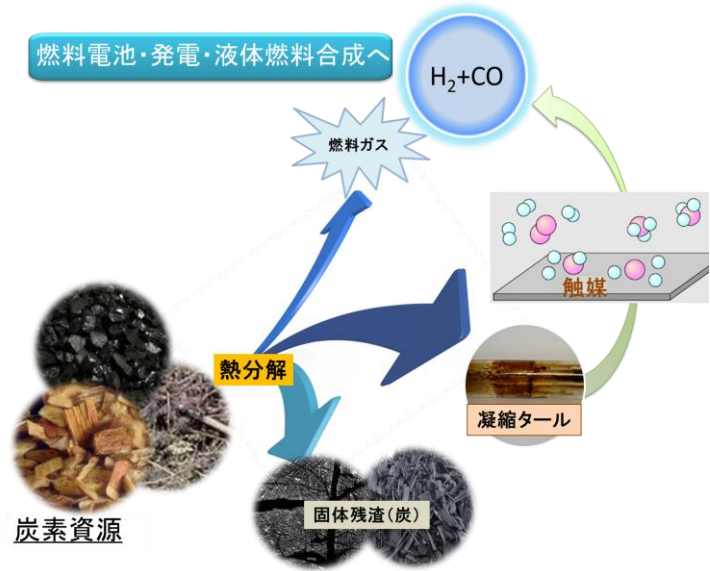 燃料電池・発電・液体燃料合成へ
H₂+CO
燃料ガス
触媒
熱分解
凝縮タール
固体残渣(炭)
炭素資源